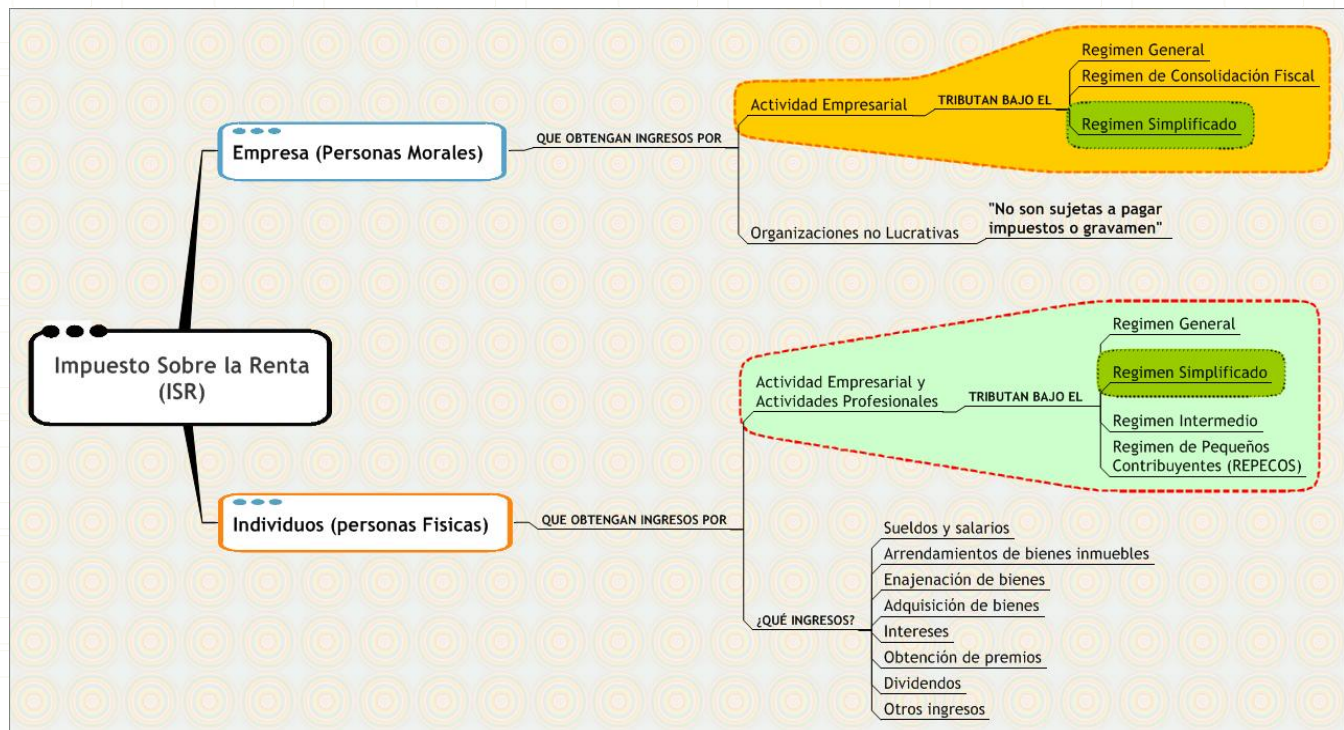 Impuesto Sobre la Renta
(ISR)
Empresa (Personas Morales)
QUE OBTENGAN INGRESOS POR
Actividad Empresarial
TRIBUTAN BAJO EL
Regimen General
Regimen de Consolidación Fiscal
Regimen Simplificado
Organizaciones no Lucrativas
"No son sujetas a pagar
impuestos o gravamen"
Individuos (personas Fisicas)
QUE OBTENGAN INGRESOS POR
Actividad Empresarial y
Actividades Profesionales
TRIBUTAN BAJO EL
Regimen General
Regimen Simplificado
Regimen Intermedio
Regimen de Pequeños
Contribuyentes (REPECOS)
¿QUÉ INGRESOS?
Sueldos y salarios
Arrendamientos de bienes inmuebles
Enajenación de bienes
Adquisición de bienes
Intereses
Obtención de premios
Dividendos
Otros ingresos